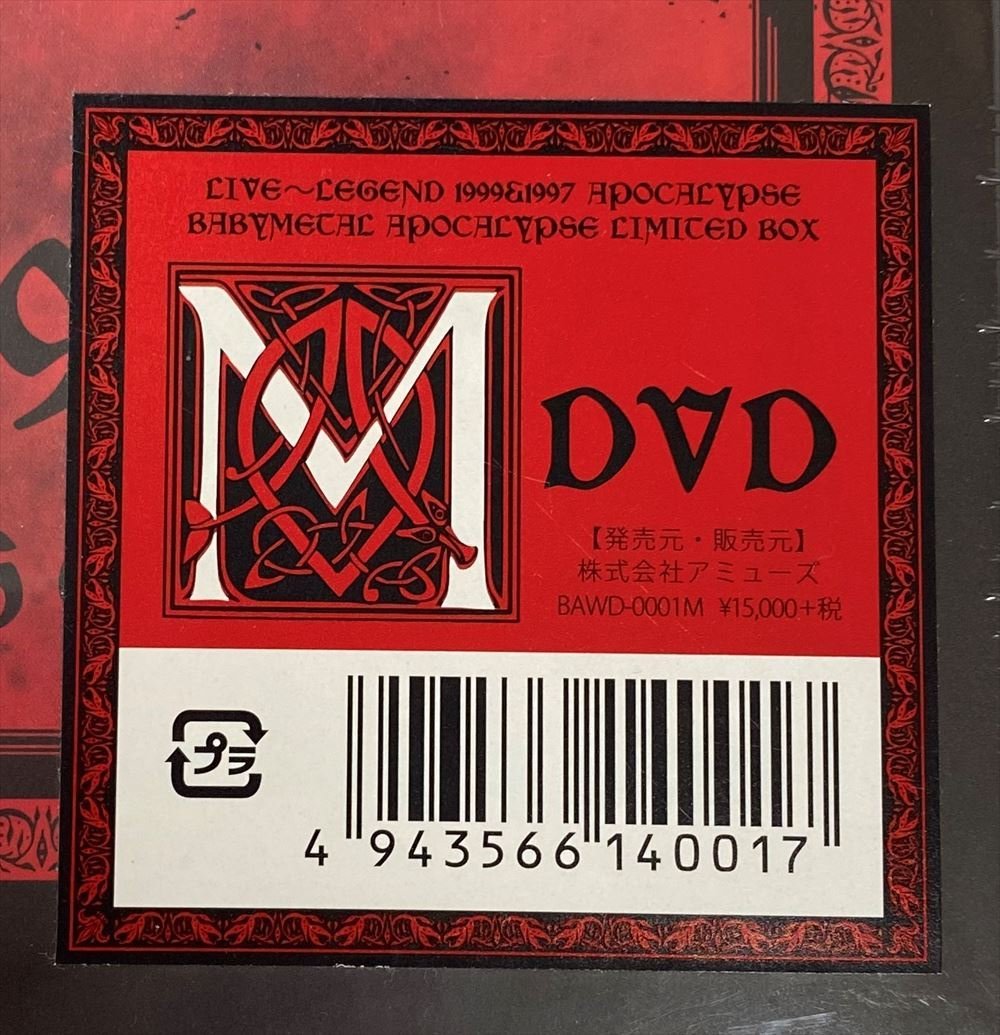 LIVE～LEGEND 1999&1997 APOCALYPSE
BABYMETAL APOCALYPSE LIMITED BOX
M
DVD
【発売元・販売元】
株式会社アミューズ
BAWD-0001M ¥15,000+税
プラ
4 943566 140017